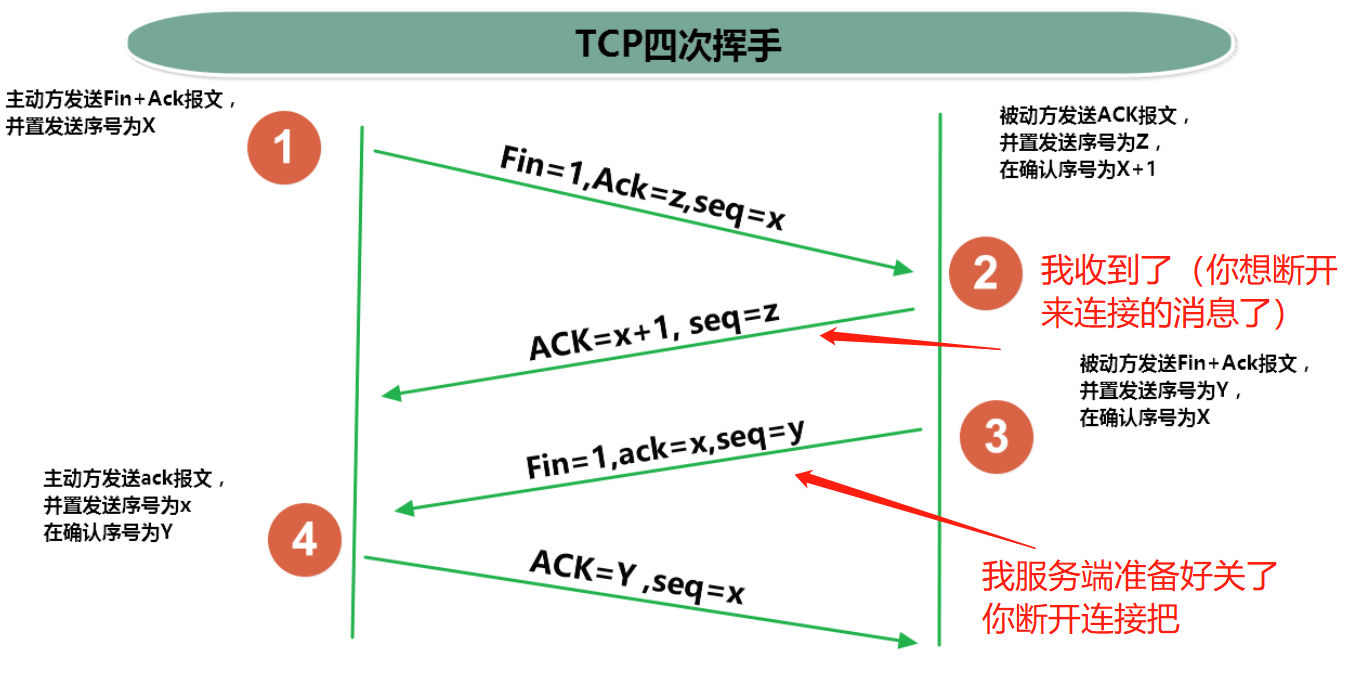 TCP四次挥手
主动方发送Fin+Ack报文，
并置发送序号为X
1
Fin=1,Ack=z,seq=x
被动方发送ACK报文，
并置发送序号为Z，
在确认序号为X+1
2
我收到了（你想断开
来连接的消息了）
ACK=x+1, seq=z
被动方发送Fin+Ack报文，
并置发送序号为Y，
在确认序号为X
3
Fin=1,ack=x,seq=y
主动方发送ack报文，
并置发送序号为x
在确认序号为Y
4
ACK=Y ,seq=x
我服务端准备好关了
你断开连接把